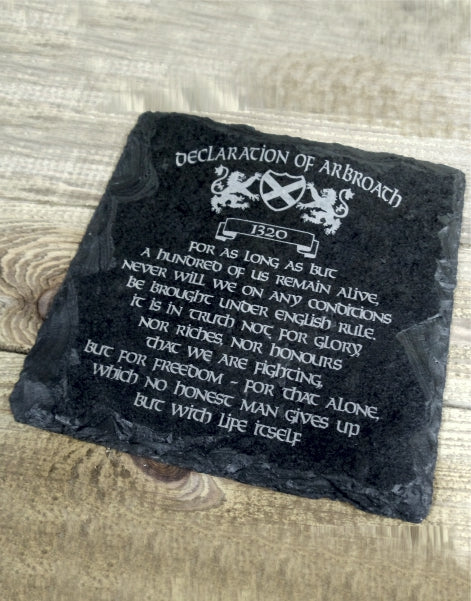 DECLARATION OF ARBROATH
1320
FOR AS LONG AS BUT
A HUNDRED OF US REMAIN ALIVE,
NEVER WILL WE ON ANY CONDITIONS
BE BROUGHT UNDER ENGLISH RULE.
IT IS IN TRUTH NOT FOR GLORY,
NOR RICHES, NOR HONOURS
THAT WE ARE FIGHTING,
BUT FOR FREEDOM - FOR THAT ALONE,
WHICH NO HONEST MAN GIVES UP
BUT WITH LIFE ITSELF